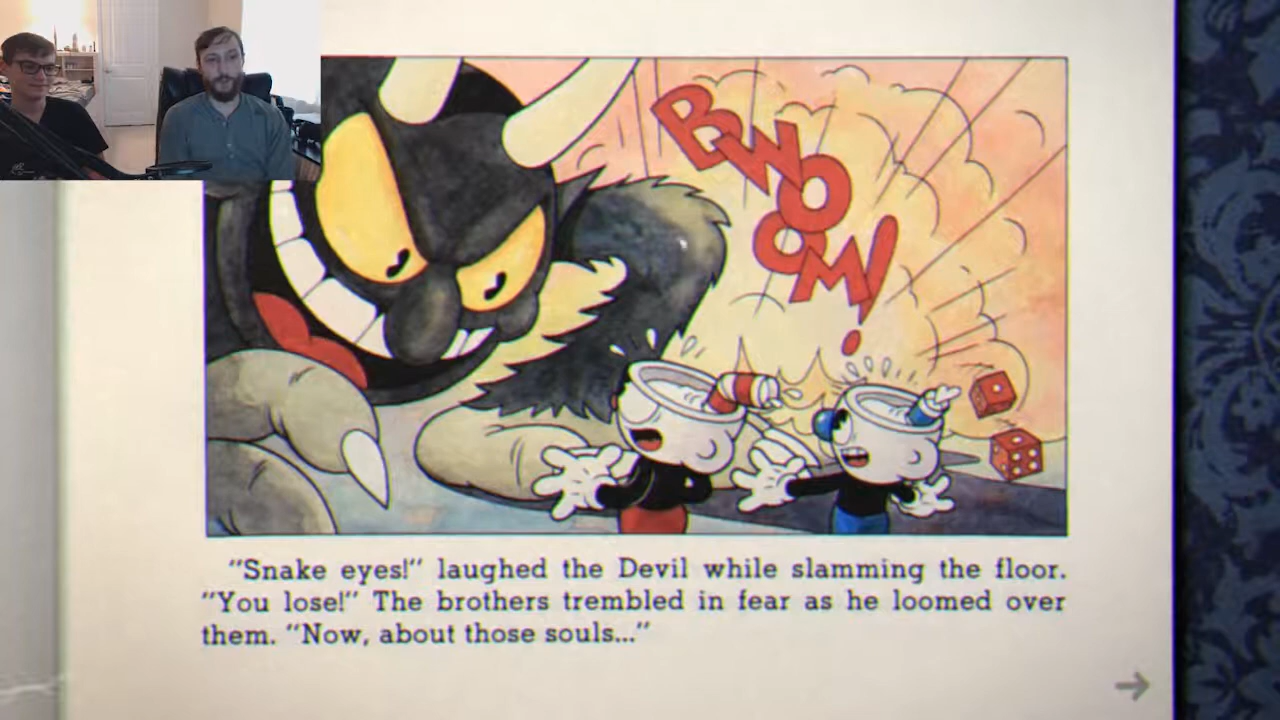 BWOOM!
"Snake eyes!" laughed the Devil while slamming the floor.
"You lose!" The brothers trembled in fear as he loomed over
them. "Now, about those souls..."